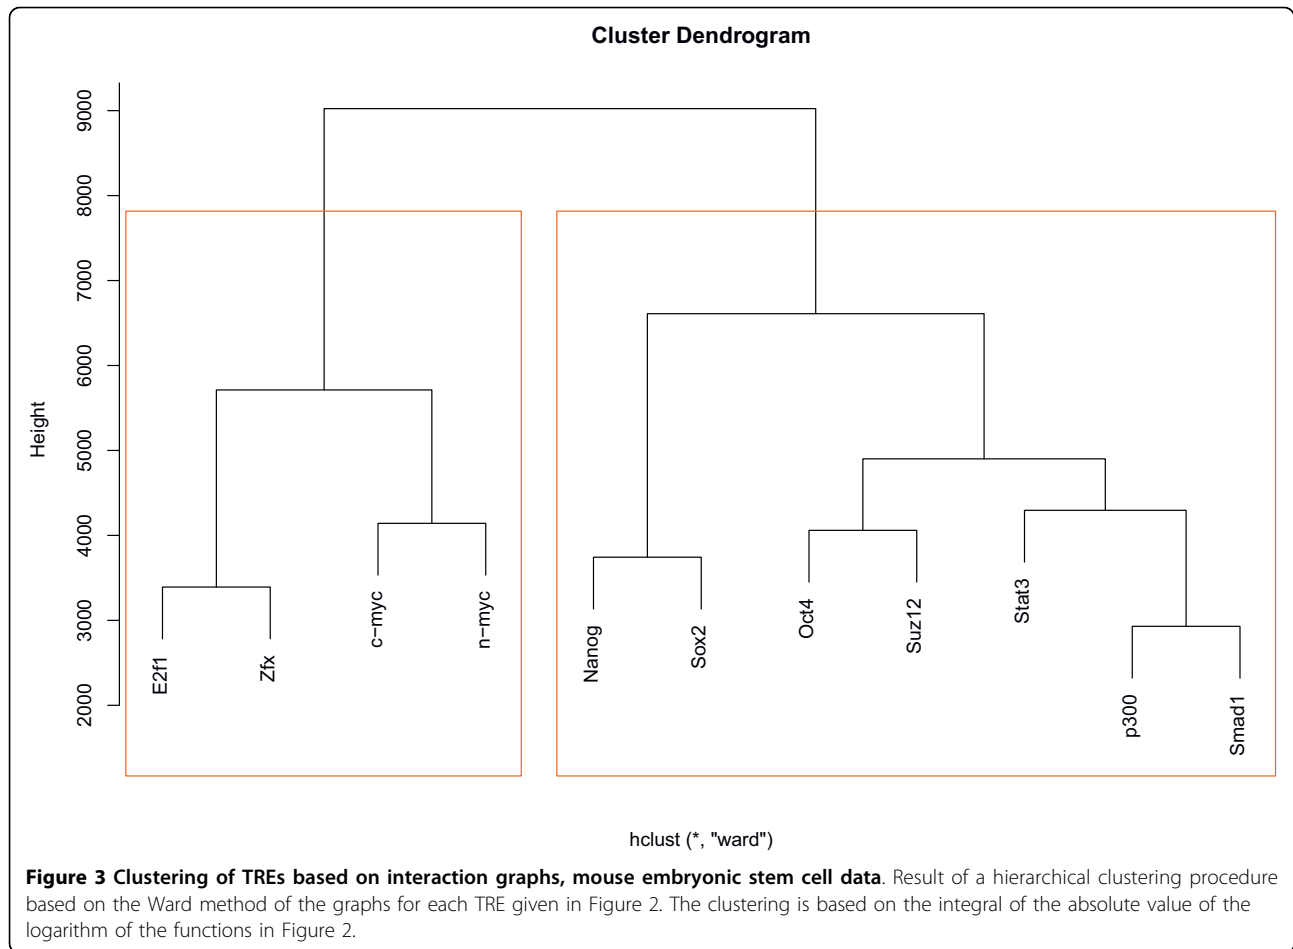 Cluster Dendrogram
Height
9000
8000
7000
6000
5000
4000
3000
2000
E2f1
Zfx
c−myc
n−myc
Nanog
Sox2
Oct4
Suz12
Stat3
p300
Smad1
hclust (*, "ward")
Figure 3 Clustering of TREs based on interaction graphs, mouse embryonic stem cell data. Result of a hierarchical clustering procedure
based on the Ward method of the graphs for each TRE given in Figure 2. The clustering is based on the integral of the absolute value of the
logarithm of the functions in Figure 2.